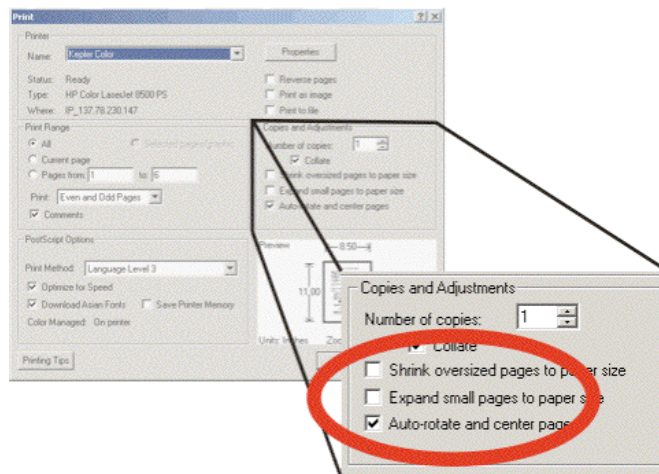 Print
Printer
Name: Kepler Color
Properties
Status: Ready
Type: HP Color LaserJet 8500 PS
Where: IP_137.78.230.147
Reverse pages
Print as image
Print to file
Print Range
All
Selected pages/graphic
Current page
Pages from: 1 to: 6
Print: Even and Odd Pages
Comments
Copies and Adjustments
Number of copies: 1
Collate
Shrink oversized pages to paper size
Expand small pages to paper size
Auto-rotate and center pages
PostScript Options
Print Method: Language Level 3
Optimize for Speed
Download Asian Fonts
Save Printer Memory
Color Managed: On printer
Preview
8.50
11.00
Units: Inches
Printing Tips
Copies and Adjustments
Number of copies: 1
Collate
Shrink oversized pages to paper size
Expand small pages to paper size
Auto-rotate and center page